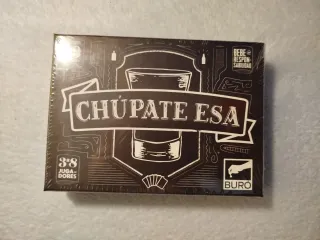 BEBE
RESPON-
SABILIDAD
CHÚPATE ESA
3*8
JUGA-
DORES
BURÓ